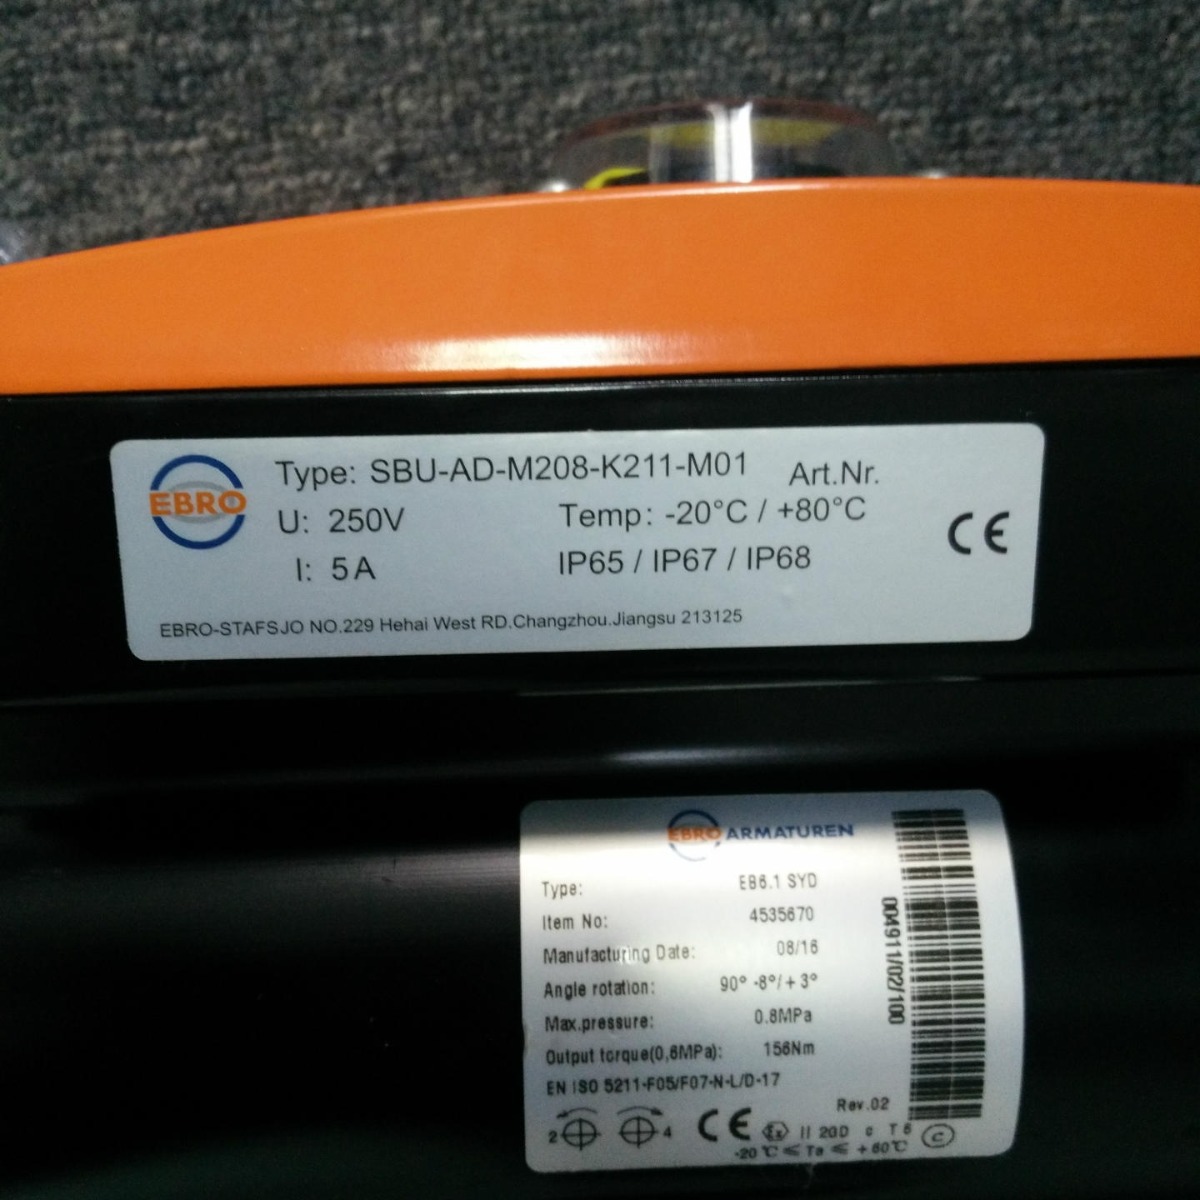 EBRO
Type: SBU-AD-M208-K211-M01 Art.Nr.
U: 250V Temp: -20°C / +80°C
I: 5A IP65 / IP67 / IP68
CE
EBRO-STAFSJO NO.229 Hehai West RD.Changzhou.Jiangsu 213125
EBRO ARMATUREN
Type: EB6.1 SYD
Item No: 4535670
Manufacturing Date: 08/16
Angle rotation: 90° -8°/+3°
Max.pressure: 0.8MPa
Output torque(0,6MPa): 156Nm
EN ISO 5211-F05/F07-N-L/D-17
Rev.02
2 4 CE Ex II 2GD c T6 C
-20℃ ≤ Ta ≤ +80℃
00491 1/02/100